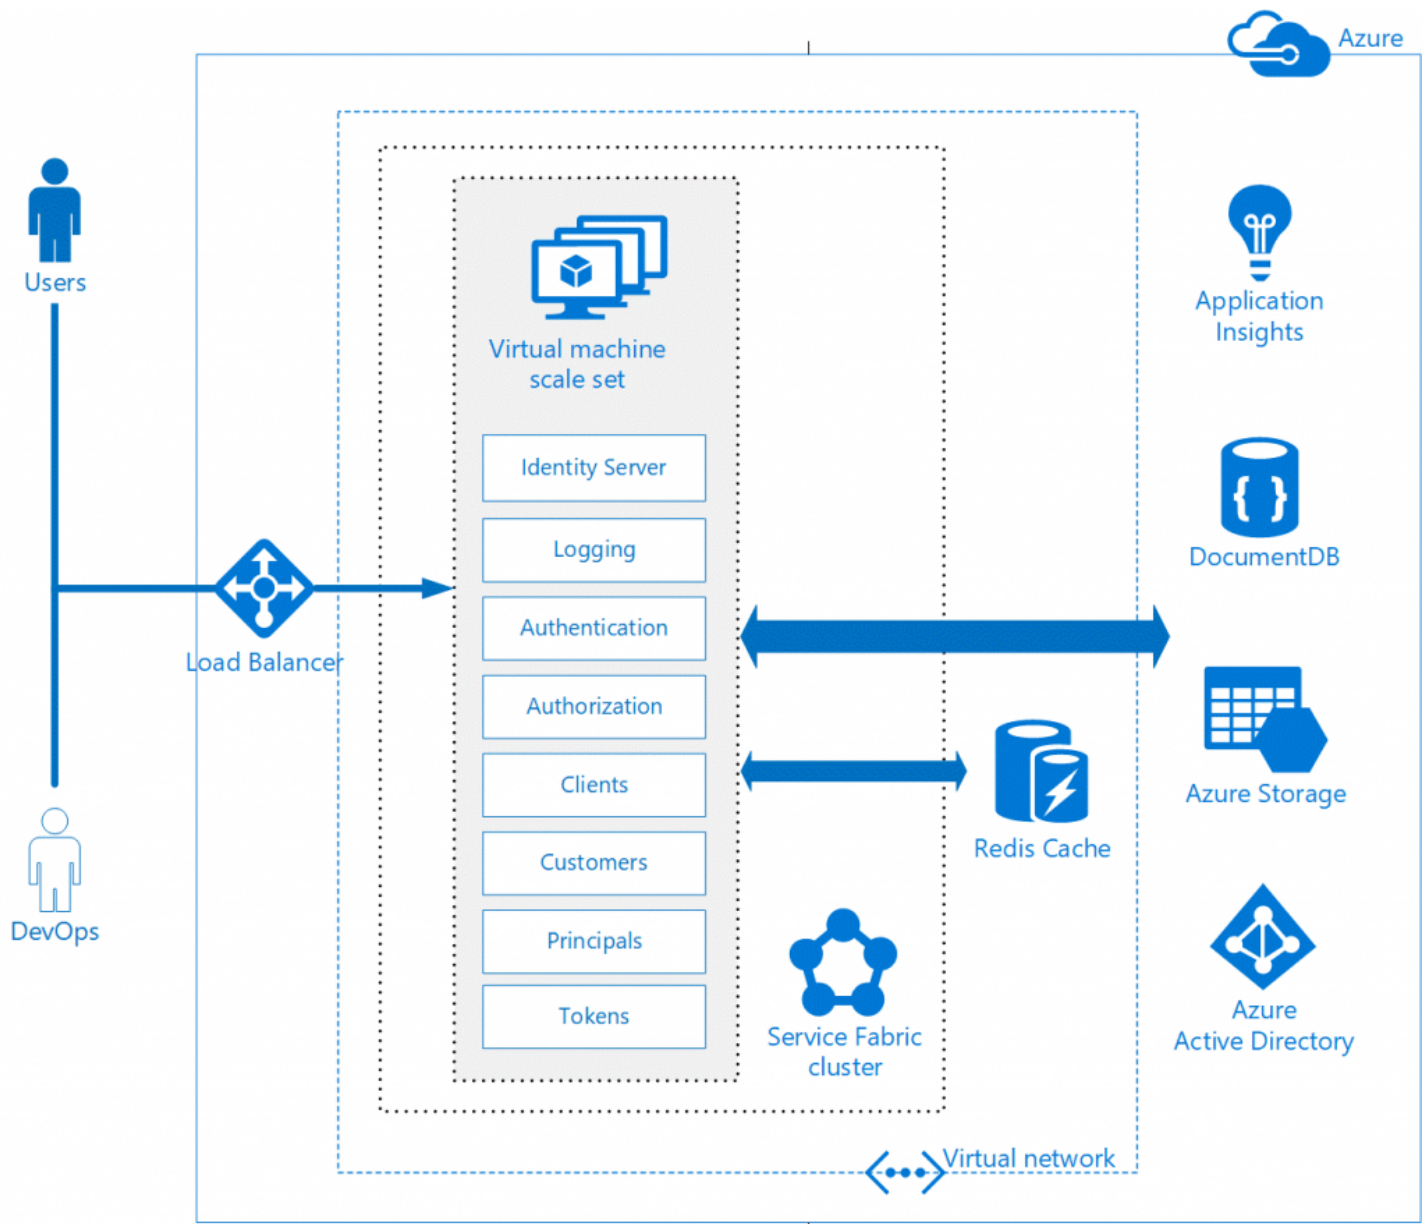 Azure
Users
Virtual machine
scale set
Identity Server
Logging
Authentication
Authorization
Clients
Customers
Principals
Tokens
Load Balancer
DevOps
Application
Insights
DocumentDB
Azure Storage
Redis Cache
Service Fabric
cluster
Azure
Active Directory
Virtual network